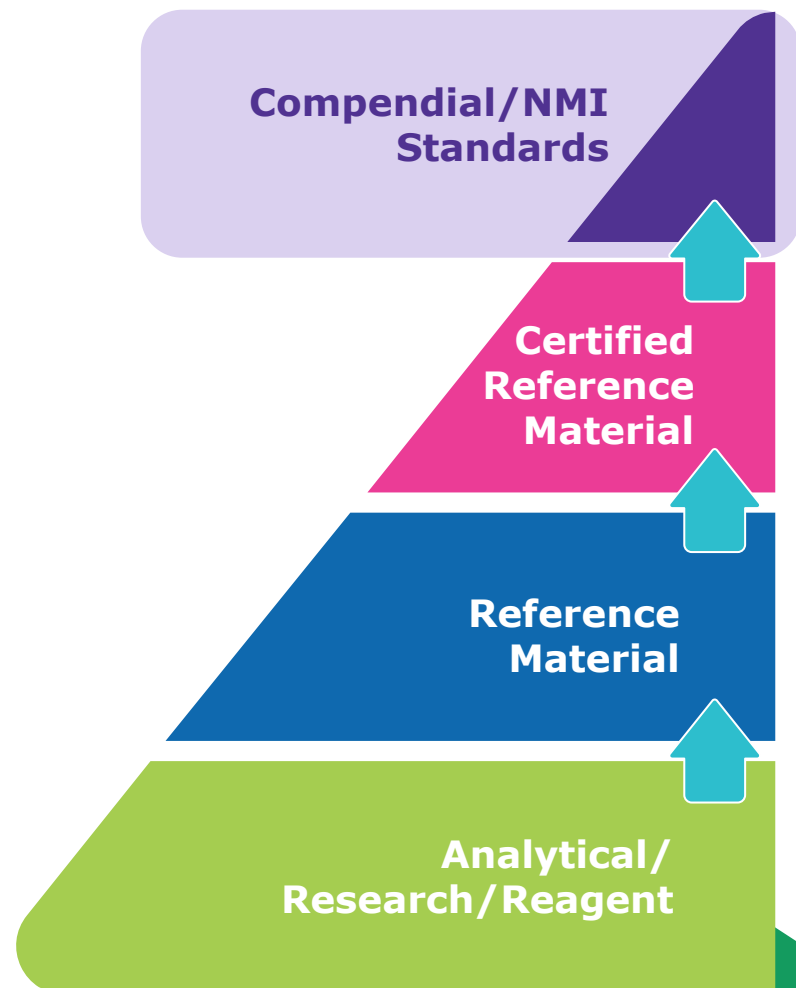 Compendial/NMI
Standards
Certified
Reference
Material
Reference
Material
Analytical/
Research/Reagent